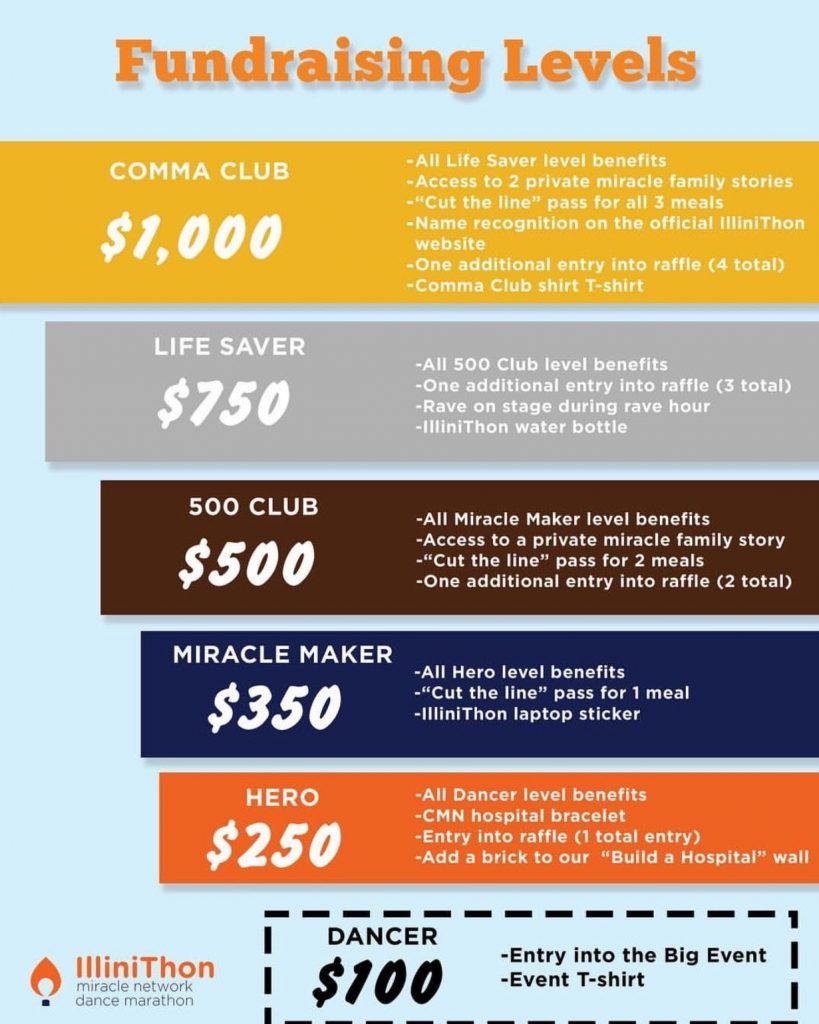 Fundraising Levels
COMMA CLUB
$1,000
-All Life Saver level benefits
-Access to 2 private miracle family stories
-“Cut the line” pass for all 3 meals
-Name recognition on the official IlliniThon
website
-One additional entry into raffle (4 total)
-Comma Club shirt T-shirt
LIFE SAVER
$750
-All 500 Club level benefits
-One additional entry into raffle (3 total)
-Rave on stage during rave hour
-IlliniThon water bottle
500 CLUB
$500
-All Miracle Maker level benefits
-Access to a private miracle family story
-“Cut the line” pass for 2 meals
-One additional entry into raffle (2 total)
MIRACLE MAKER
$350
-All Hero level benefits
-“Cut the line” pass for 1 meal
-IlliniThon laptop sticker
HERO
$250
-All Dancer level benefits
-CMN hospital bracelet
-Entry into raffle (1 total entry)
-Add a brick to our “Build a Hospital” wall
DANCER
$100
-Entry into the Big Event
-Event T-shirt
IlliniThon
miracle network
dance marathon